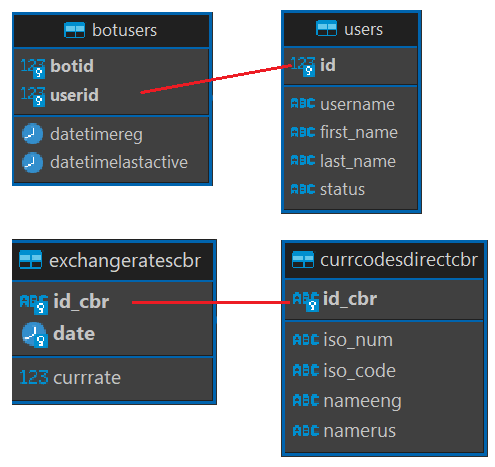 botusers
123 botid
123 userid
datetimereg
datetimelastactive
users
123 id
ABC username
ABC first_name
ABC last_name
ABC status
exchangeratescbr
ABC id_cbr
date
123 currrate
currcodesdirectcbr
ABC id_cbr
ABC iso_num
ABC iso_code
ABC nameeng
ABC namerus